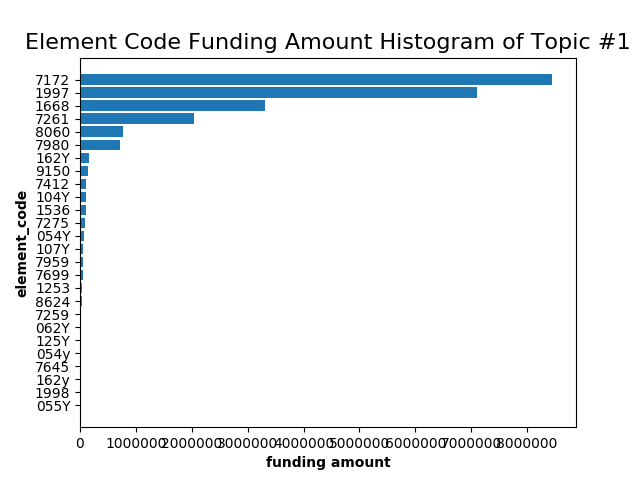 Element Code Funding Amount Histogram of Topic #1
7172
1997
1668
7261
8060
7980
162Y
9150
7412
104Y
1536
7275
054Y
107Y
7959
7699
1253
8624
7259
062Y
125Y
054y
7645
162y
1998
055Y
element_code
0 1000000 2000000 3000000 4000000 5000000 6000000 7000000 8000000
funding amount